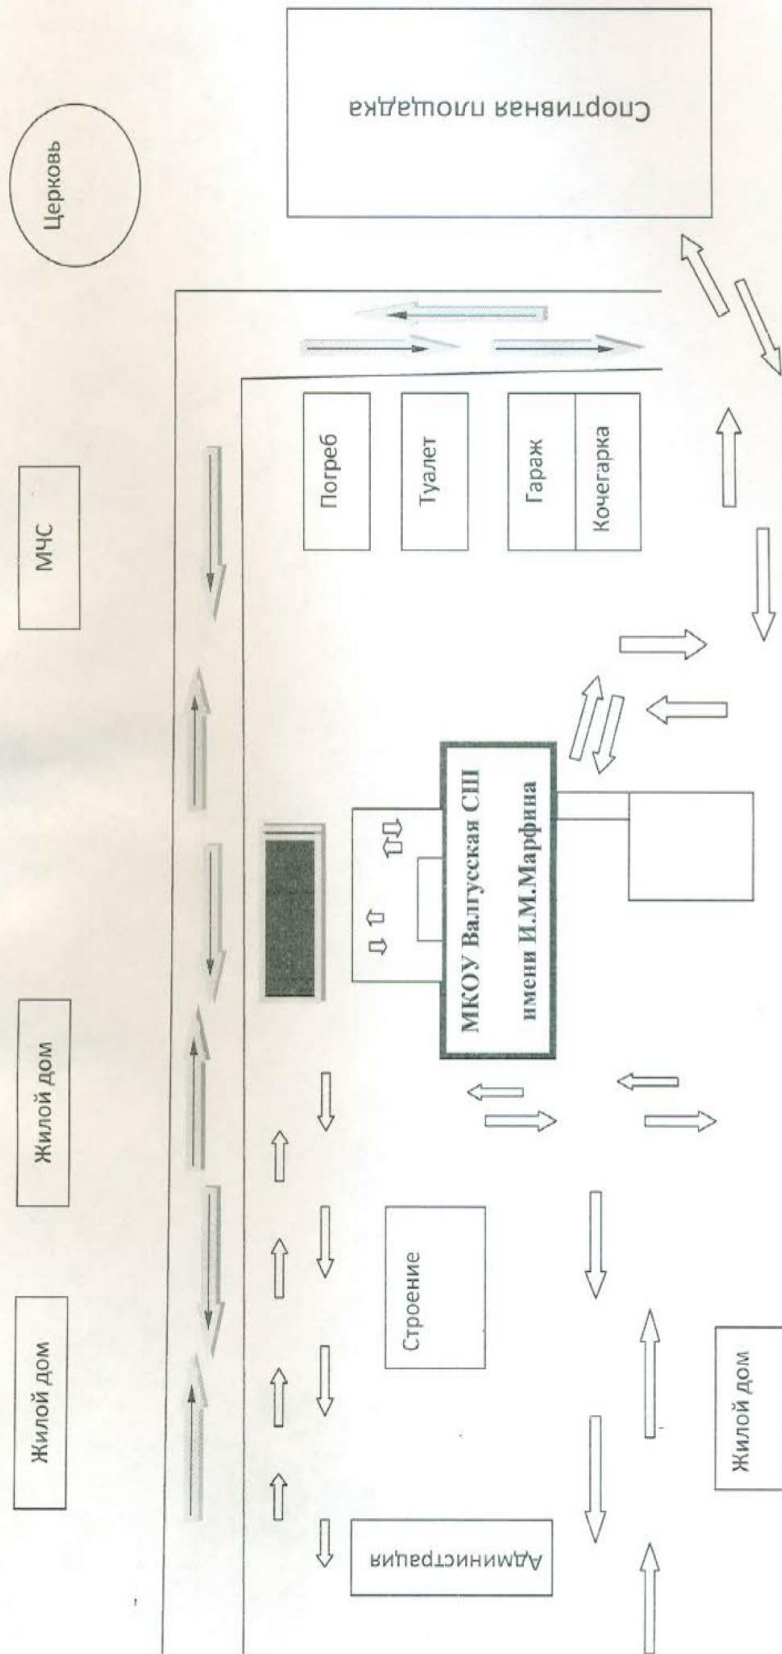 Жилой дом
Жилой дом
МЧС
Церковь
Администрация
Строение
МКОУ Валгусская СШ
имени И.М.Марфина
Погреб
Туалет
Гараж
Кочегарка
Спортивная площадка
Жилой дом